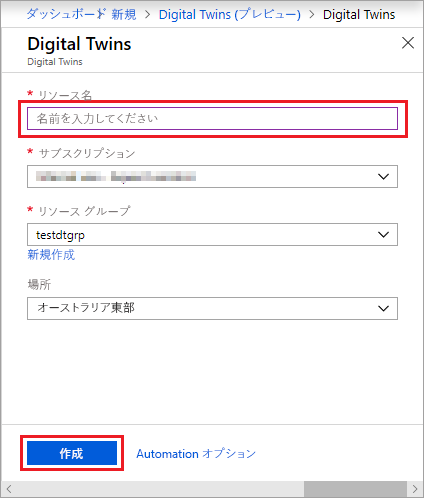 ダッシュボード 新規 > Digital Twins (プレビュー) > Digital Twins
Digital Twins
Digital Twins
* リソース名
名前を入力してください
* サブスクリプション
* リソース グループ
testdtgrp
新規作成
場所
オーストラリア東部
作成 Automation オプション